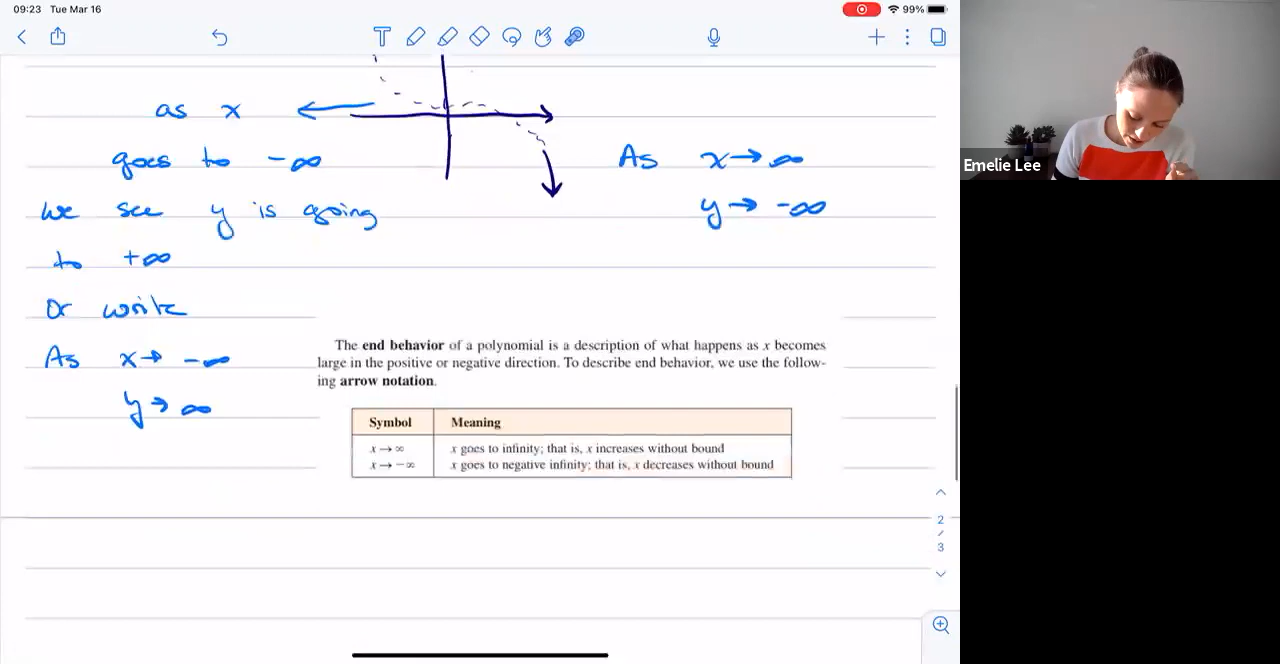 09:23 Tue Mar 16
99%
T
as x
goes to -∞
we see y is going
to +∞
Or write
As x→ -∞
y→ ∞
As x→ ∞
y→ -∞
Emelie Lee
The end behavior of a polynomial is a description of what happens as x becomes
large in the positive or negative direction. To describe end behavior, we use the follow-
ing arrow notation.
Symbol Meaning
x→∞ x goes to infinity; that is, x increases without bound
x→−∞ x goes to negative infinity; that is, x decreases without bound
2
/
3